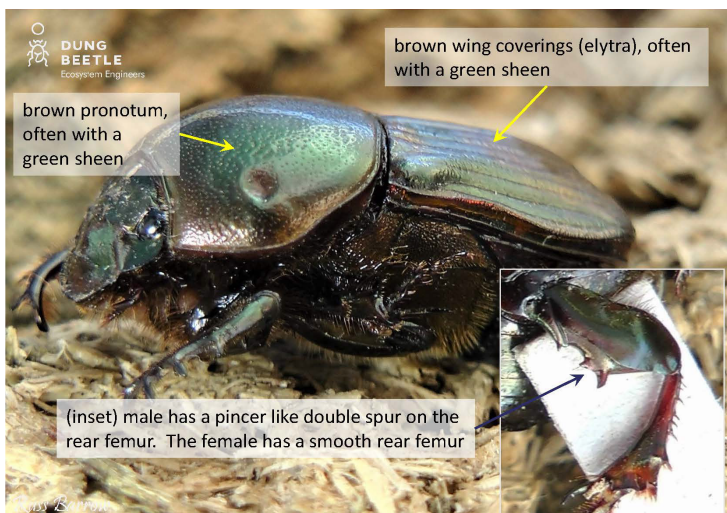 DUNG
BEETLE
Ecosystem Engineers
brown wing coverings (elytra), often
with a green sheen
brown pronotum,
often with a
green sheen
(inset) male has a pincer like double spur on the
rear femur.  The female has a smooth rear femur